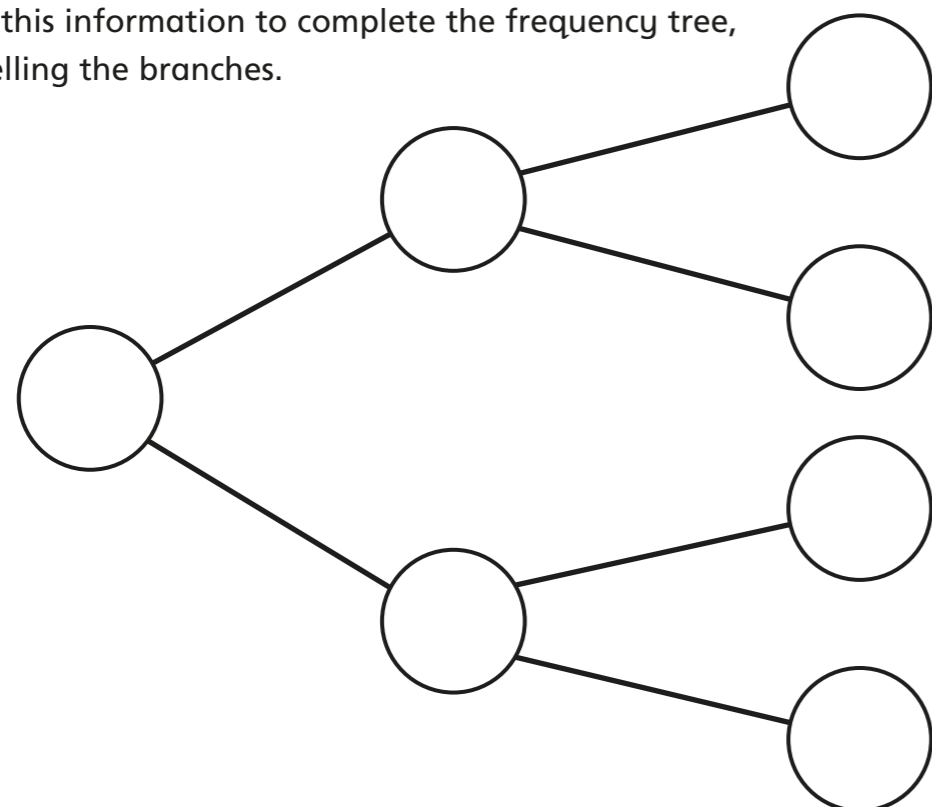 this information to complete the frequency tree,
elling the branches.